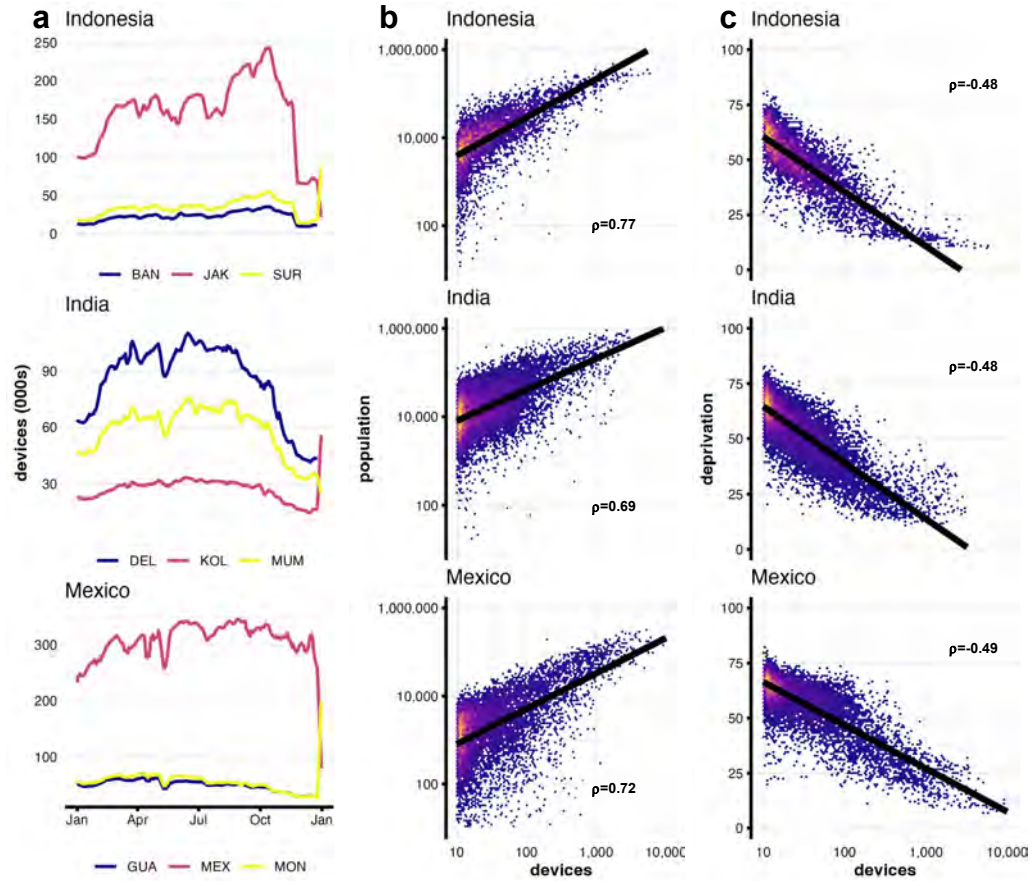 a
Indonesia
250
200
150
100
50
0
BAN JAK SUR
India
90
60
30
devices (000s)
DEL KOL MUM
Mexico
300
200
100
Jan Apr Jul Oct Jan
GUA MEX MON
b
Indonesia
1,000,000
10,000
100
ρ=0.77
India
1,000,000
10,000
100
population
ρ=0.69
Mexico
1,000,000
10,000
100
ρ=0.72
10 100 1,000 10,000
devices
c
Indonesia
100
75
50
25
0
ρ=-0.48
India
100
75
50
25
0
deprivation
ρ=-0.48
Mexico
100
75
50
25
0
ρ=-0.49
10 100 1,000 10,000
devices